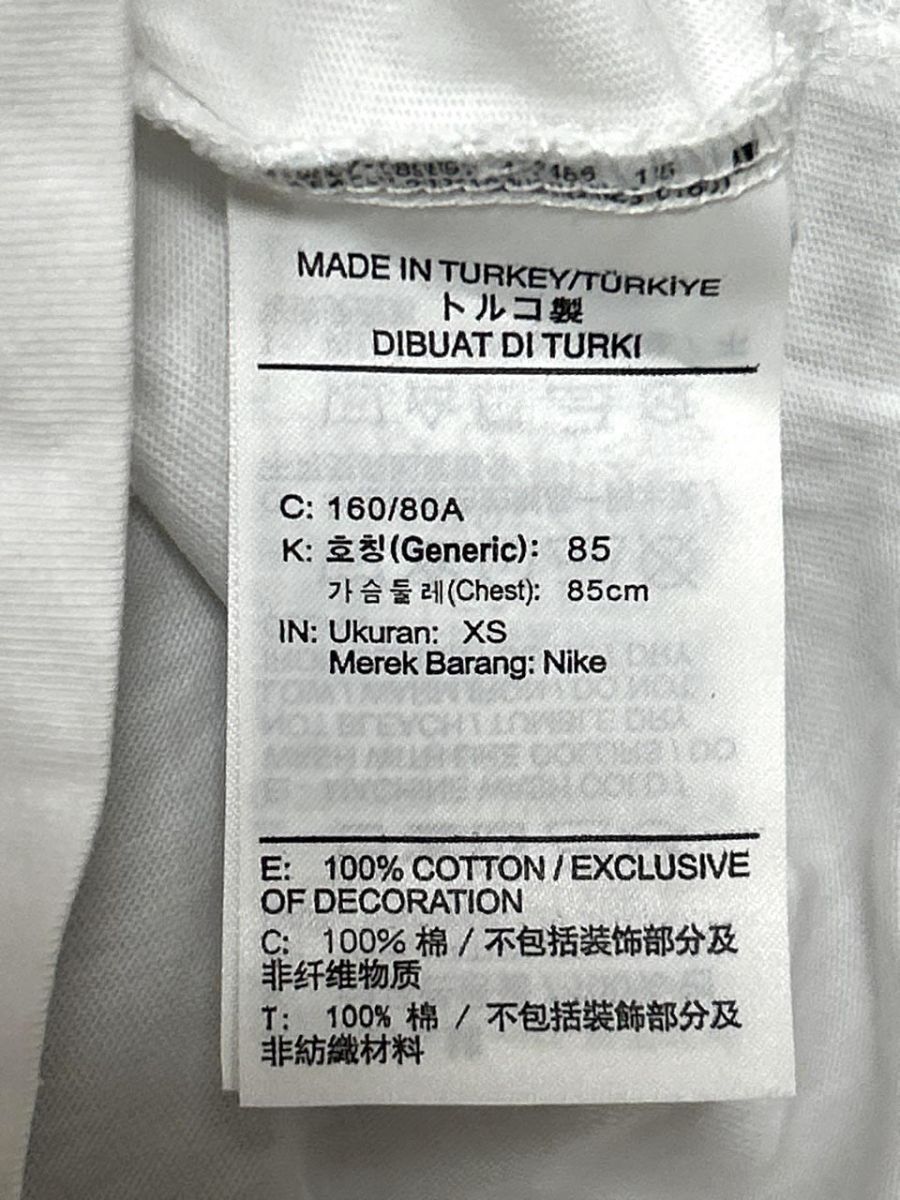 MADE IN TURKEY/TÜRKİYE
トルコ製
DIBUAT DI TURKI
C: 160/80A
K: 호칭(Generic): 85
가슴둘레(Chest): 85cm
IN: Ukuran: XS
Merek Barang: Nike
E: 100% COTTON / EXCLUSIVE
OF DECORATION
C: 100% 棉 / 不包括装饰部分及
非纤维物质
T: 100% 棉 / 不包括裝飾部分及
非紡織材料